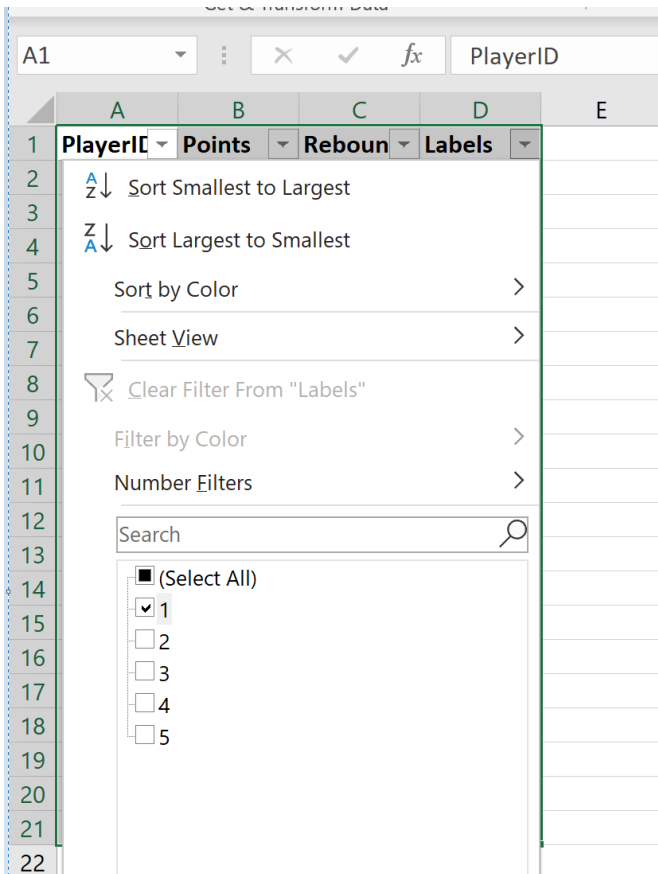 Get & Transform Data
A1 fx PlayerID
A B C D E
1 PlayerID Points Reboun Labels
2
3
4
5
6
7
8
9
10
11
12
13
14
15
16
17
18
19
20
21
22
A Z Sort Smallest to Largest
Z A Sort Largest to Smallest
Sort by Color
Sheet View
Clear Filter From "Labels"
Filter by Color
Number Filters
Search
(Select All)
1
2
3
4
5